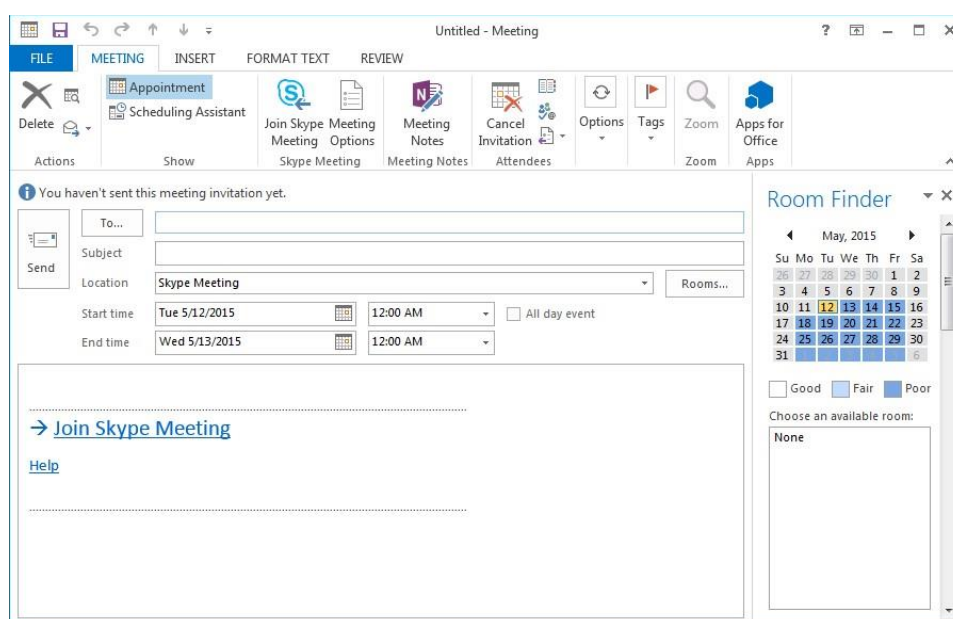 Untitled - Meeting
FILE MEETING INSERT FORMAT TEXT REVIEW
Delete
Actions
Appointment
Scheduling Assistant
Show
Join Skype Meeting
Meeting Options
Skype Meeting
Meeting Notes
Meeting Notes
Cancel Invitation
Attendees
Options
Tags
Zoom
Zoom
Apps for Office
Apps
You haven't sent this meeting invitation yet.
Send
To...
Subject
Location Skype Meeting Rooms...
Start time Tue 5/12/2015 12:00 AM All day event
End time Wed 5/13/2015 12:00 AM
→ Join Skype Meeting
Help
Room Finder
May, 2015
Su Mo Tu We Th Fr Sa
26 27 28 29 30 1 2
3 4 5 6 7 8 9
10 11 12 13 14 15 16
17 18 19 20 21 22 23
24 25 26 27 28 29 30
31 6
Good Fair Poor
Choose an available room:
None